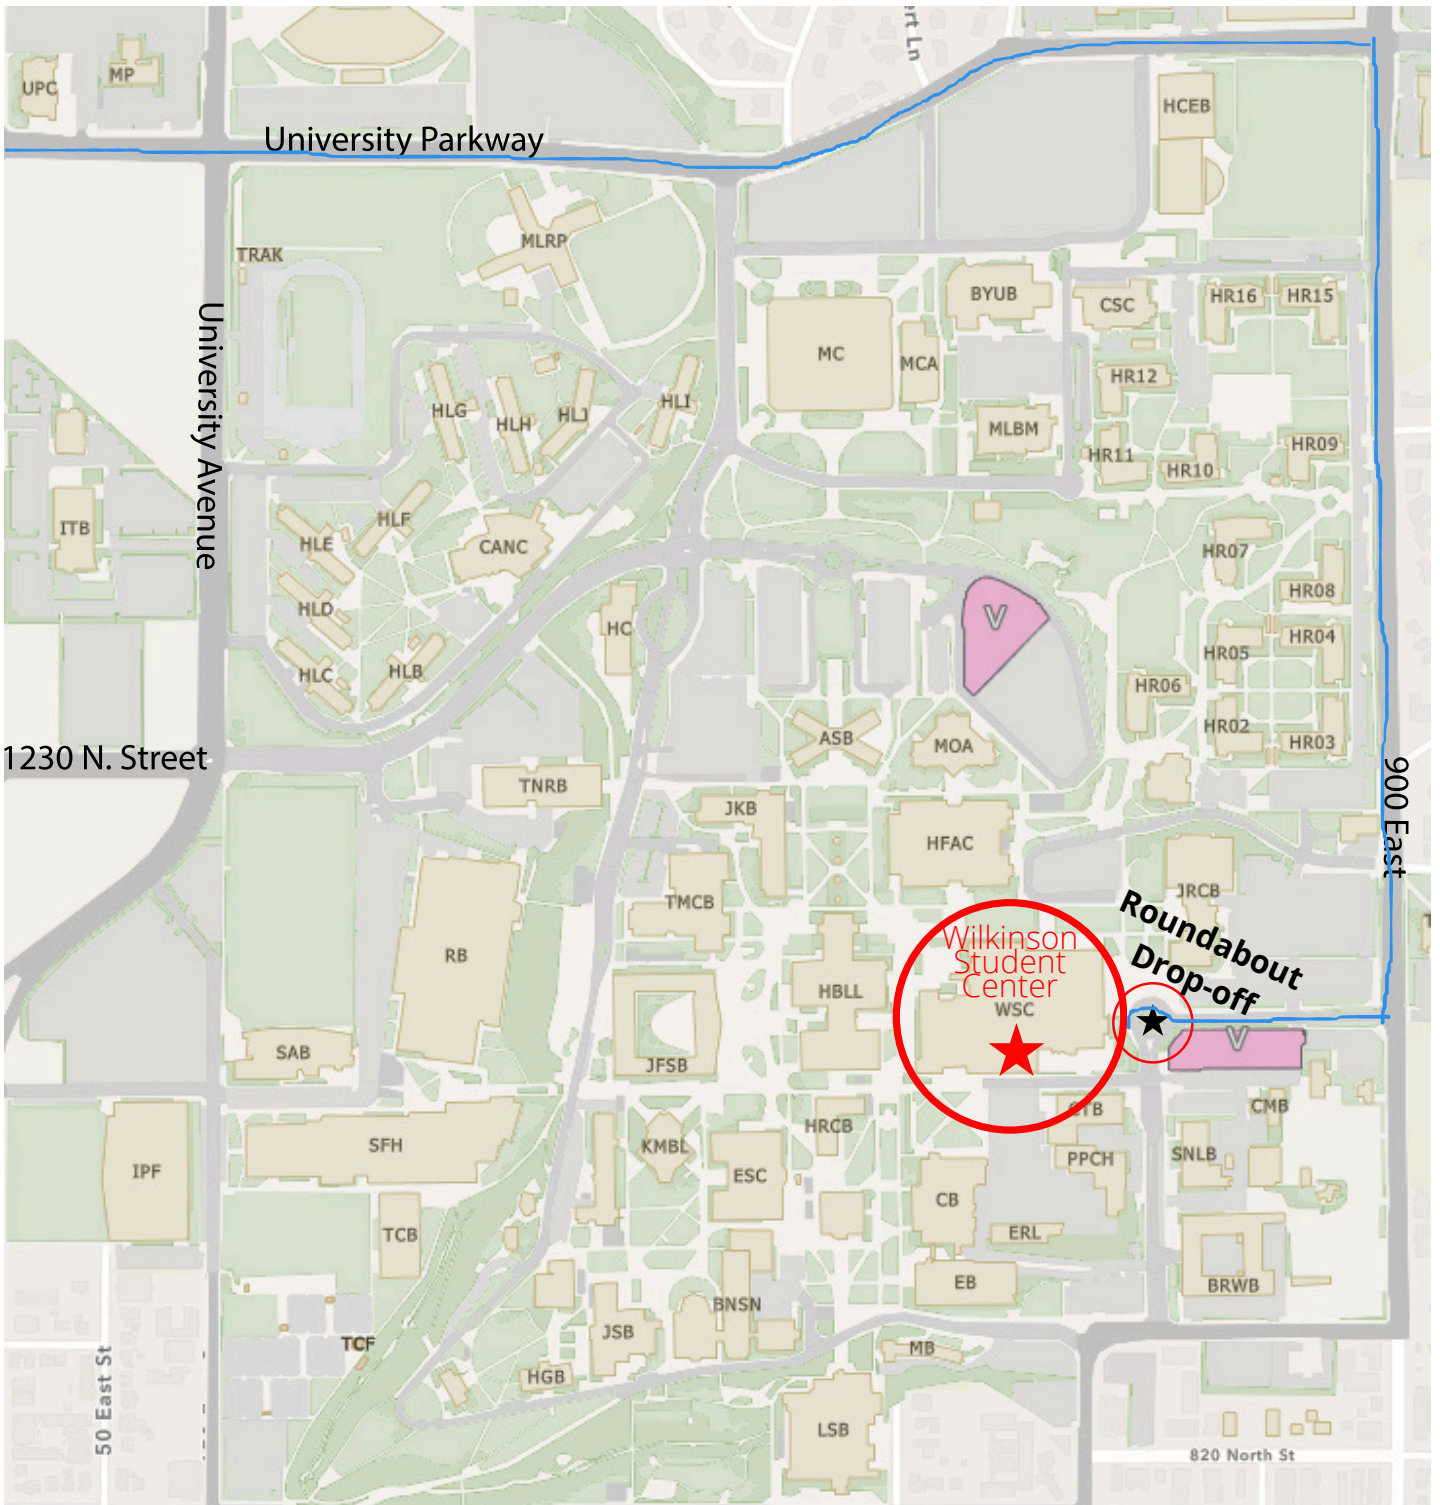 ert Ln
UPC
MP
University Parkway
HCEB
MLRP
TRAK
BYUB
CSC
HR16
HR15
University Avenue
MC
MCA
HR12
HLG
HLH
HLJ
HLI
MLBM
HR11
HR10
HR09
ITB
HLF
HLE
CANC
HR07
HLD
HC
V
HR08
HR04
HR05
HLC
HLB
HR06
HR02
HR03
1230 N. Street
ASB
MOA
900 East
TNRB
JKB
HFAC
JRCB
TMCB
RB
Roundabout
Drop-off
Wilkinson
Student
Center
WSC
HBLL
V
SAB
JFSB
CTB
CMB
HRCB
SFH
KMBL
IPF
ESC
PPCH
SNLB
CB
TCB
ERL
EB
BRWB
BNSN
JSB
TCF
MB
HGB
50 East St
LSB
820 North St